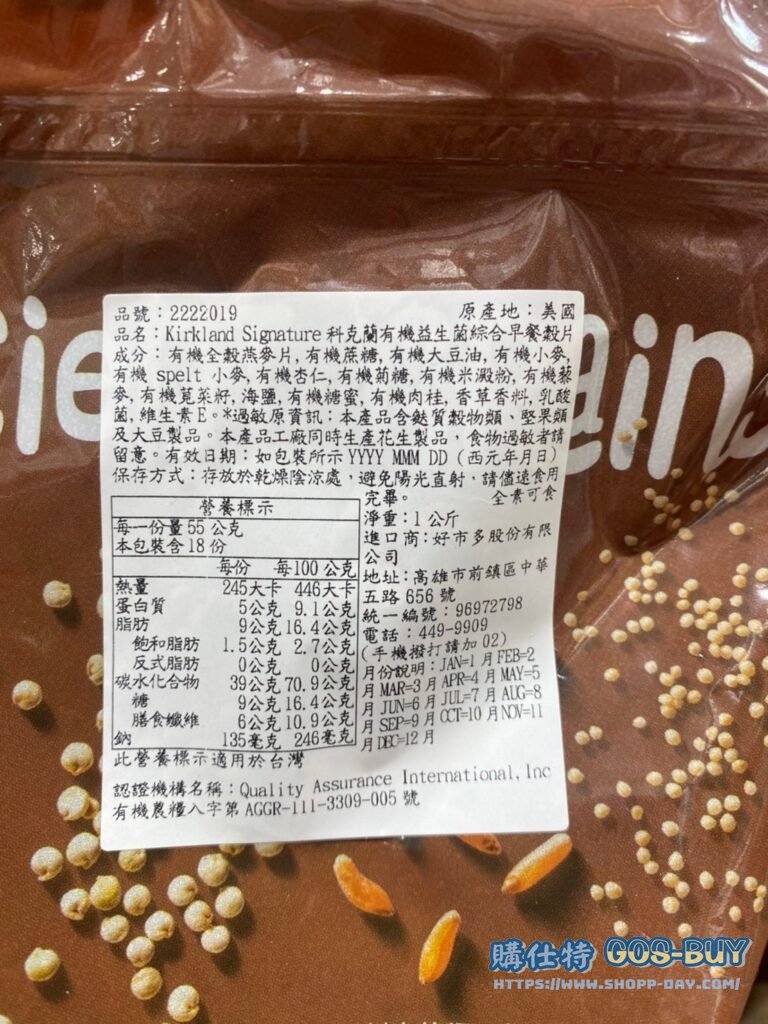 cie
ain
品號：2222019 原產地：美國
品名：Kirkland Signature 科克蘭有機益生菌綜合早餐穀片
成分：有機全穀燕麥片, 有機蔗糖, 有機大豆油, 有機小麥,
有機 spelt 小麥, 有機杏仁, 有機葡糖, 有機米澱粉, 有機藜
麥, 有機莧菜籽, 海鹽, 有機糖蜜, 有機肉桂, 香草香料, 乳酸
菌, 維生素E。*過敏原資訊：本產品含麩質穀物類、堅果類
及大豆製品。本產品工廠同時生產花生製品，食物過敏者請
留意。有效日期：如包裝所示 YYYY MMM DD (西元年月日)
保存方式：存放於乾燥陰涼處，避免陽光直射，請儘速食用
完畢。 全素可食
營養標示
每一份量 55 公克
本包裝含 18 份
每份 每100 公克
熱量 245大卡 446大卡
蛋白質 5公克 9.1公克
脂肪 9公克 16.4公克
飽和脂肪 1.5公克 2.7公克
反式脂肪 0公克 0公克
碳水化合物 39公克 70.9公克
糖 9公克 16.4公克
膳食纖維 6公克 10.9公克
鈉 135毫克 246毫克
此營養標示適用於台灣
淨重：1 公斤
進口商：好市多股份有限
公司
地址：高雄市前鎮區中華
五路 656 號
統一編號：96972798
電話：449-9909
(手機撥打請加 02)
月份說明：JAN=1 月 FEB=2
月 MAR=3 月 APR=4 月 MAY=5
月 JUN=6 月 JUL=7 月 AUG=8
月 SEP=9 月 OCT=10 月 NOV=11
月 DEC=12 月
認證機構名稱：Quality Assurance International, Inc
有機農糧入字第 AGGR-111-3309-005 號
購仕特 GOS-BUY
HTTPS://WWW.SHOPP-DAY.COM/